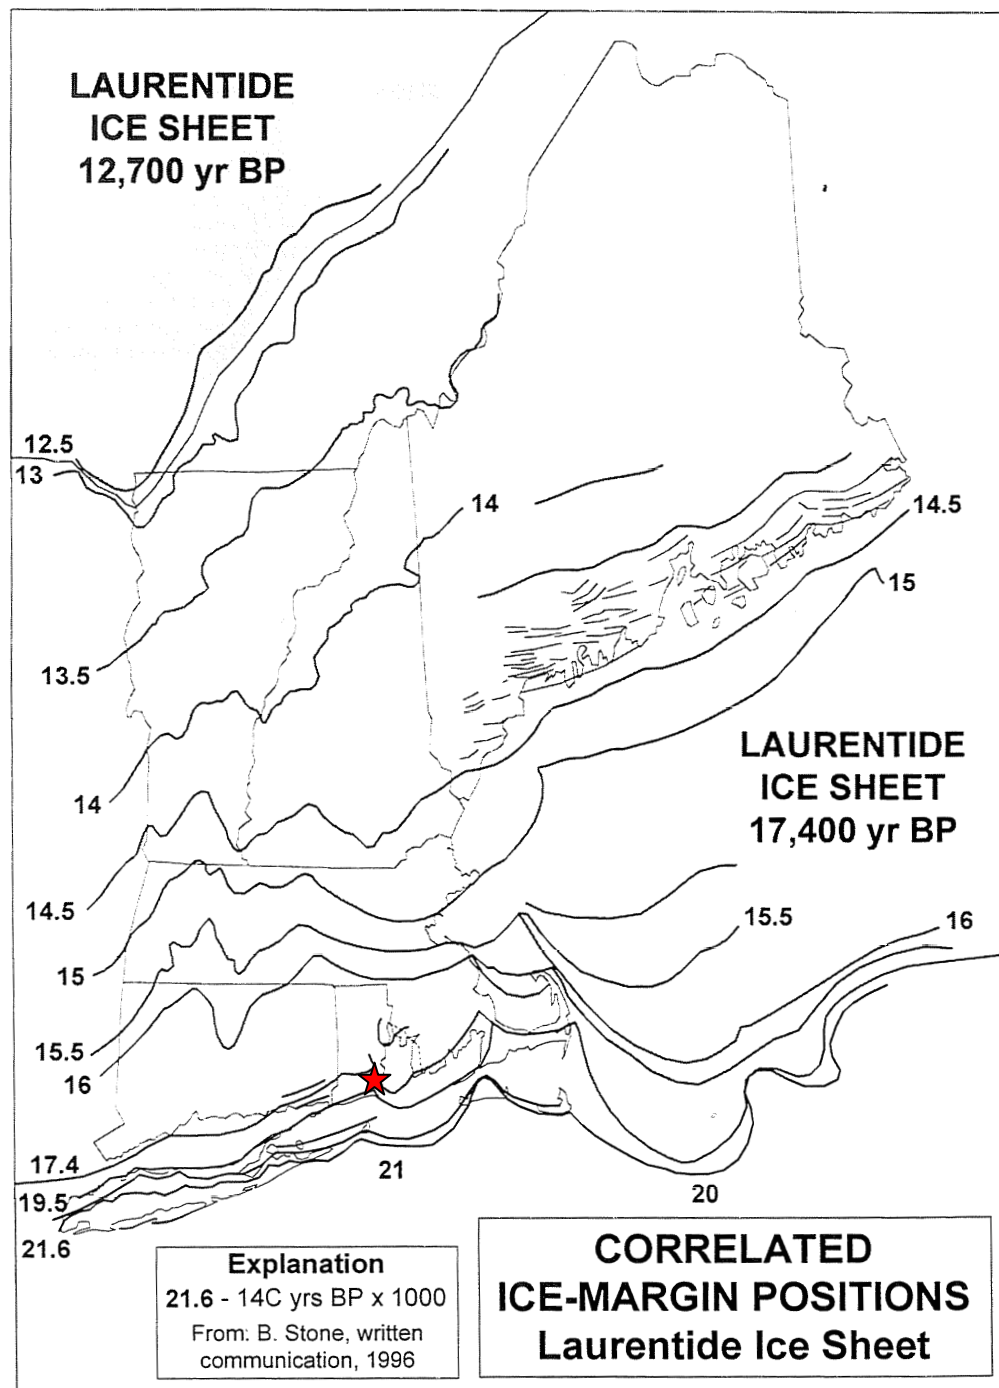 LAURENTIDE
ICE SHEET
12,700 yr BP
12.5
13
14
14.5
15
13.5
LAURENTIDE
ICE SHEET
17,400 yr BP
14
14.5
15.5
16
15
15.5
16
17.4
21
19.5
20
21.6
Explanation
21.6 - 14C yrs BP x 1000
From: B. Stone, written
communication, 1996
CORRELATED
ICE-MARGIN POSITIONS
Laurentide Ice Sheet